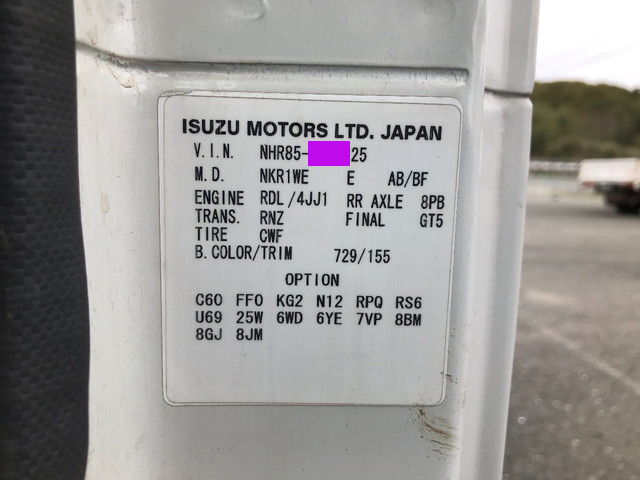 ISUZU MOTORS LTD. JAPAN
V.I.N. NHR85- 25
M.D. NKR1WE E AB/BF
ENGINE RDL/4JJ1 RR AXLE 8PB
TRANS. RNZ FINAL GT5
TIRE CWF
B.COLOR/TRIM 729/155
OPTION
C60 FF0 KG2 N12 RPQ RS6
U69 25W 6WD 6YE 7VP 8BM
8GJ 8JM